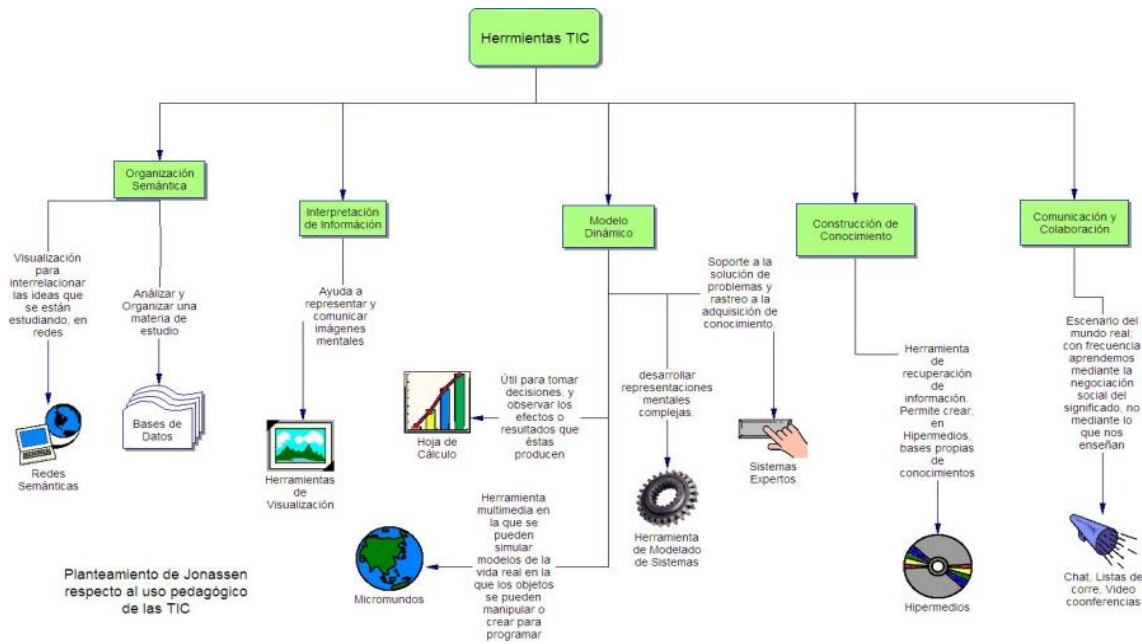 Herrmientas TIC
Organización
Semántica
Visualización
para
interrelacionar
las ideas que
se están
estudiando, en
redes
Redes
Semánticas
Análizar y
Organizar una
materia de
estudio
Bases de
Datos
Interpretación
de Información
Ayuda a
representar y
comunicar
imágenes
mentales
Herramientas
de
Visualización
Modelo
Dinámico
Útil para tomar
decisiones, y
observar los
efectos o
resultados que
éstas
producen
Hoja de
Cálculo
Herramienta
multimedia en
la que se
pueden
simular
modelos de la
vida real en la
que los objetos
se pueden
manipular o
crear para
programar
Micromundos
desarrollar
representaciones
mentales
complejas.
Herramienta
de Modelado
de Sistemas
Soporte a la
solución de
problemas y
rastreo a la
adquisición de
conocimiento
Sistemas
Expertos
Construcción de
Conocimiento
Herramienta
de
recuperación
de
información.
Permite crear,
en
Hipermedios,
bases propias
de
conocimientos
Hipermedios
Comunicación y
Colaboración
Escenario del
mundo real;
con frecuencia
aprendemos
mediante la
negociación
social del
significado, no
mediante lo
que nos
enseñan
Chat, Listas de
corre, Video
coonferencias
Planteamiento de Jonassen
respecto al uso pedagógico
de las TIC